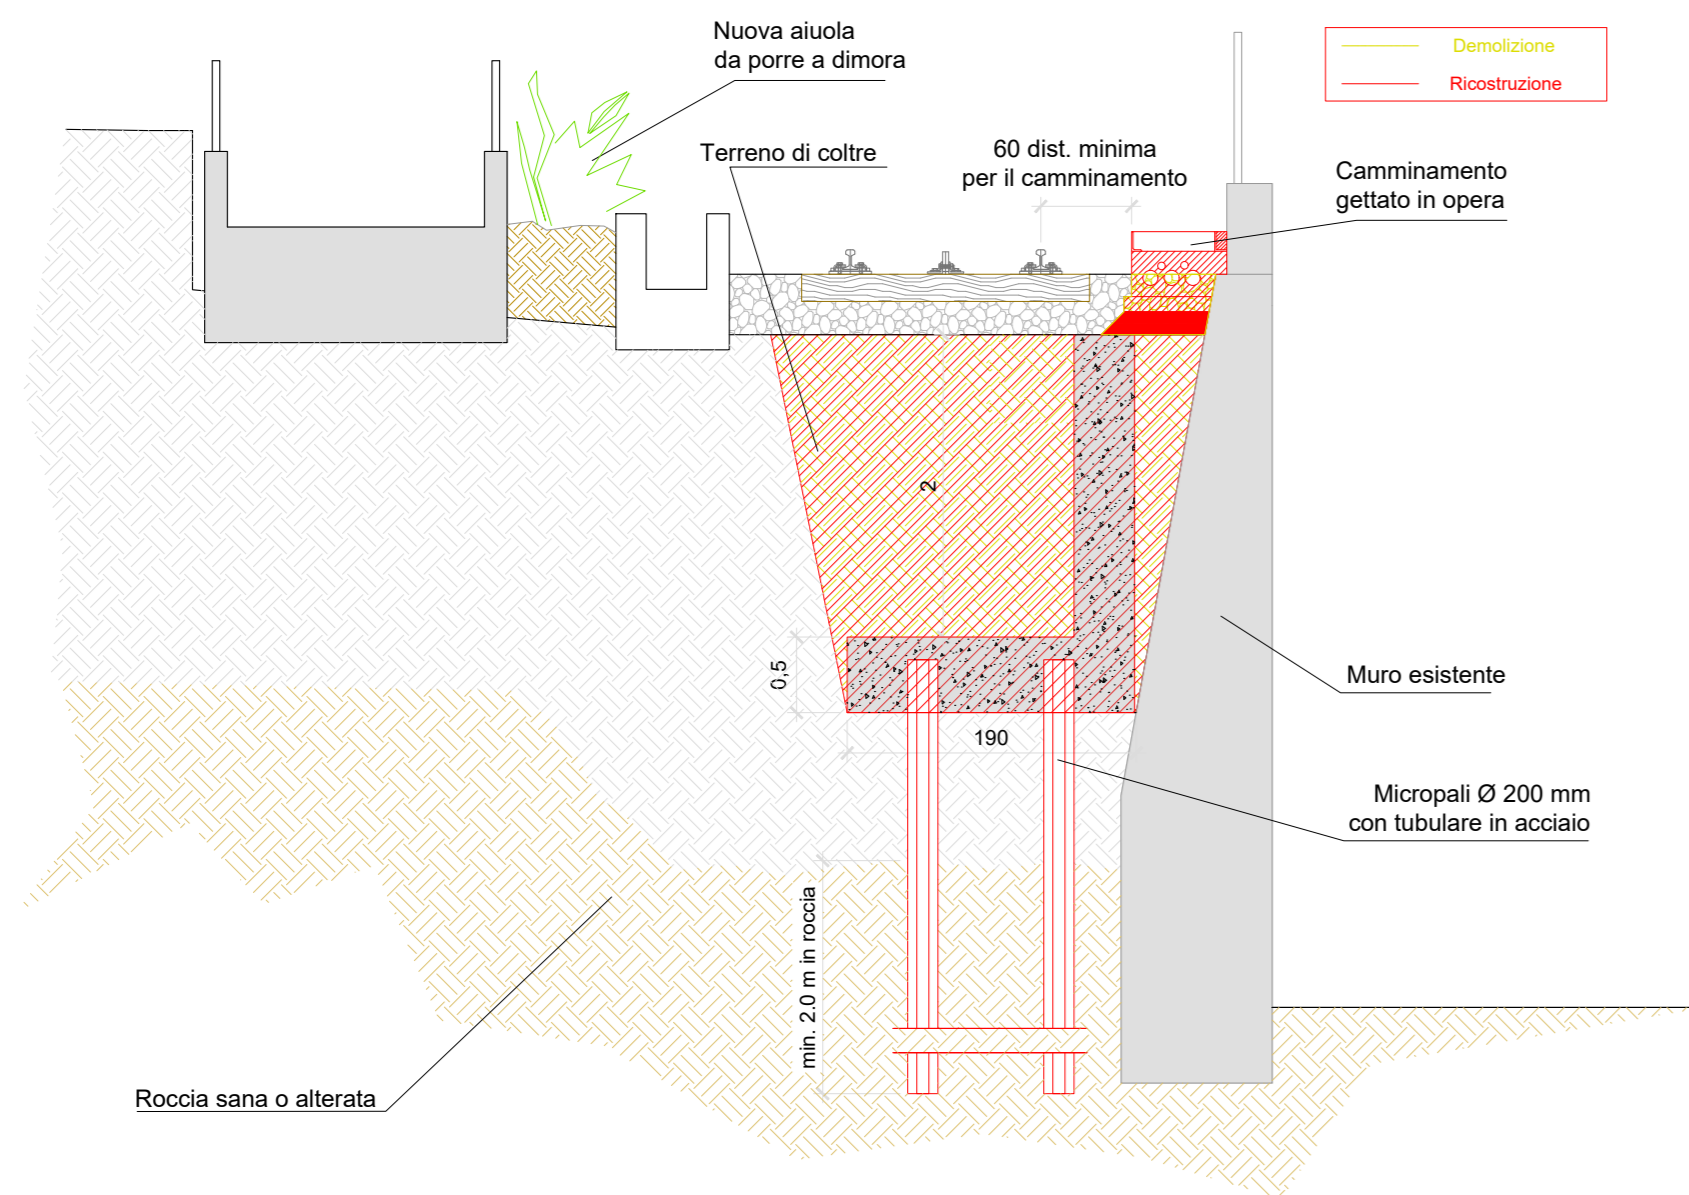 Nuova aiuola
da porre a dimora
Demolizione
Ricostruzione
Terreno di coltre
60 dist. minima
per il camminamento
Camminamento
gettato in opera
2
0,5
190
Muro esistente
Micropali Ø 200 mm
con tubulare in acciaio
min. 2.0 m in roccia
Roccia sana o alterata